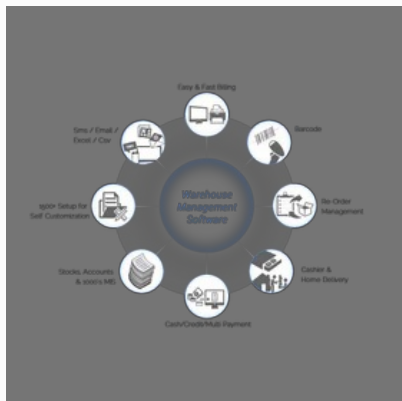 Easy & Fast Billing
Sms / Email /
Excel / Csv
Barcode
Warehouse
Management
Software
1500+ Setup for
Self Customization
Re-Order
Management
Stocks, Accounts
& 1000's MIS
Cashier &
Home Delivery
Cash/Credit/Multi Payment